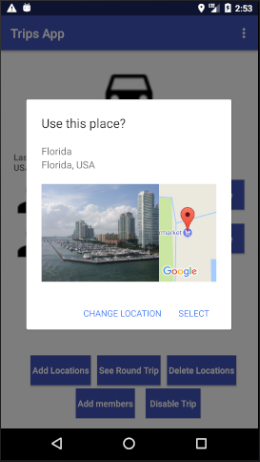 2:53
Trips App
Use this place?
Florida
Florida, USA
market
Google
CHANGE LOCATION SELECT
Add Locations See Round Trip Delete Locations
Add members Disable Trip